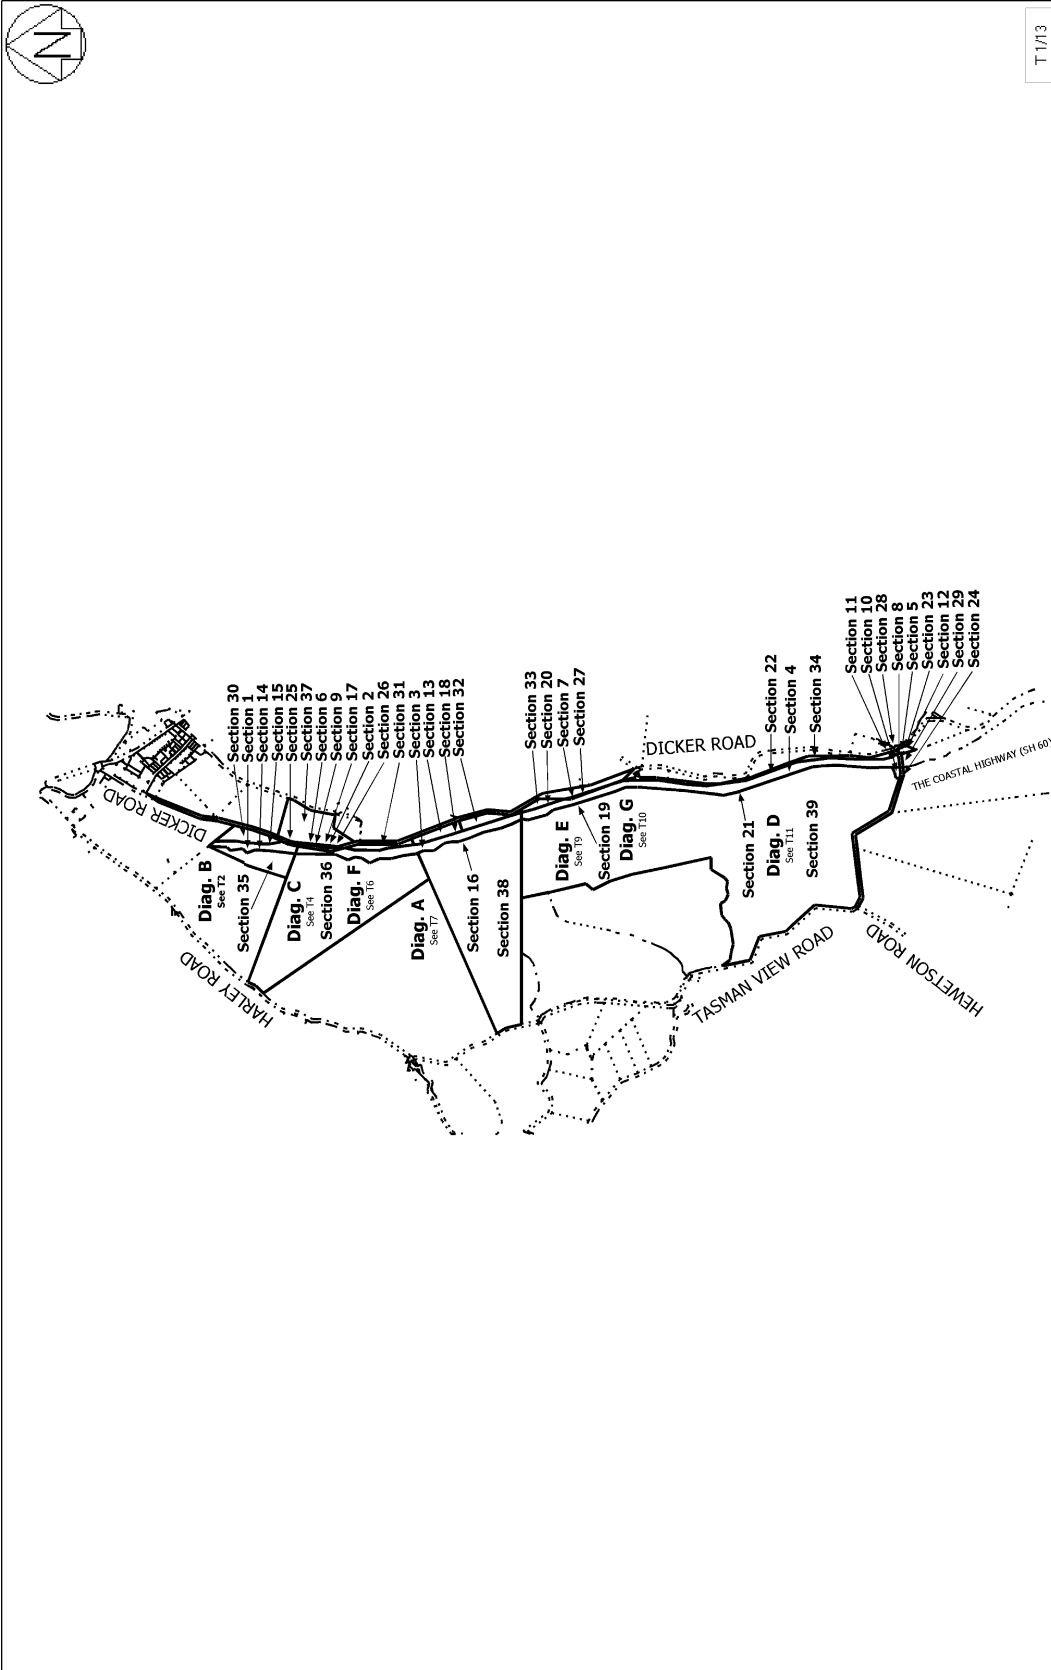 N
T 1/13
DICKER ROAD
HARLEY ROAD
Diag. B
See T2
Section 35
Diag. C
See T4
Section 36
Diag. F
See T6
Diag. A
See T7
Section 16
Section 38
Section 30
Section 1
Section 14
Section 15
Section 25
Section 37
Section 6
Section 9
Section 17
Section 2
Section 26
Section 31
Section 3
Section 13
Section 18
Section 32
Section 33
Section 20
Section 7
Section 27
Diag. E
See T9
Section 19
Diag. G
See T10
DICKER ROAD
Section 21
Diag. D
See T11
Section 39
Section 22
Section 4
Section 34
Section 11
Section 10
Section 28
Section 8
Section 5
Section 23
Section 12
Section 29
Section 24
THE COASTAL HIGHWAY (SH 60)
TASMAN VIEW ROAD
HEWETSON ROAD